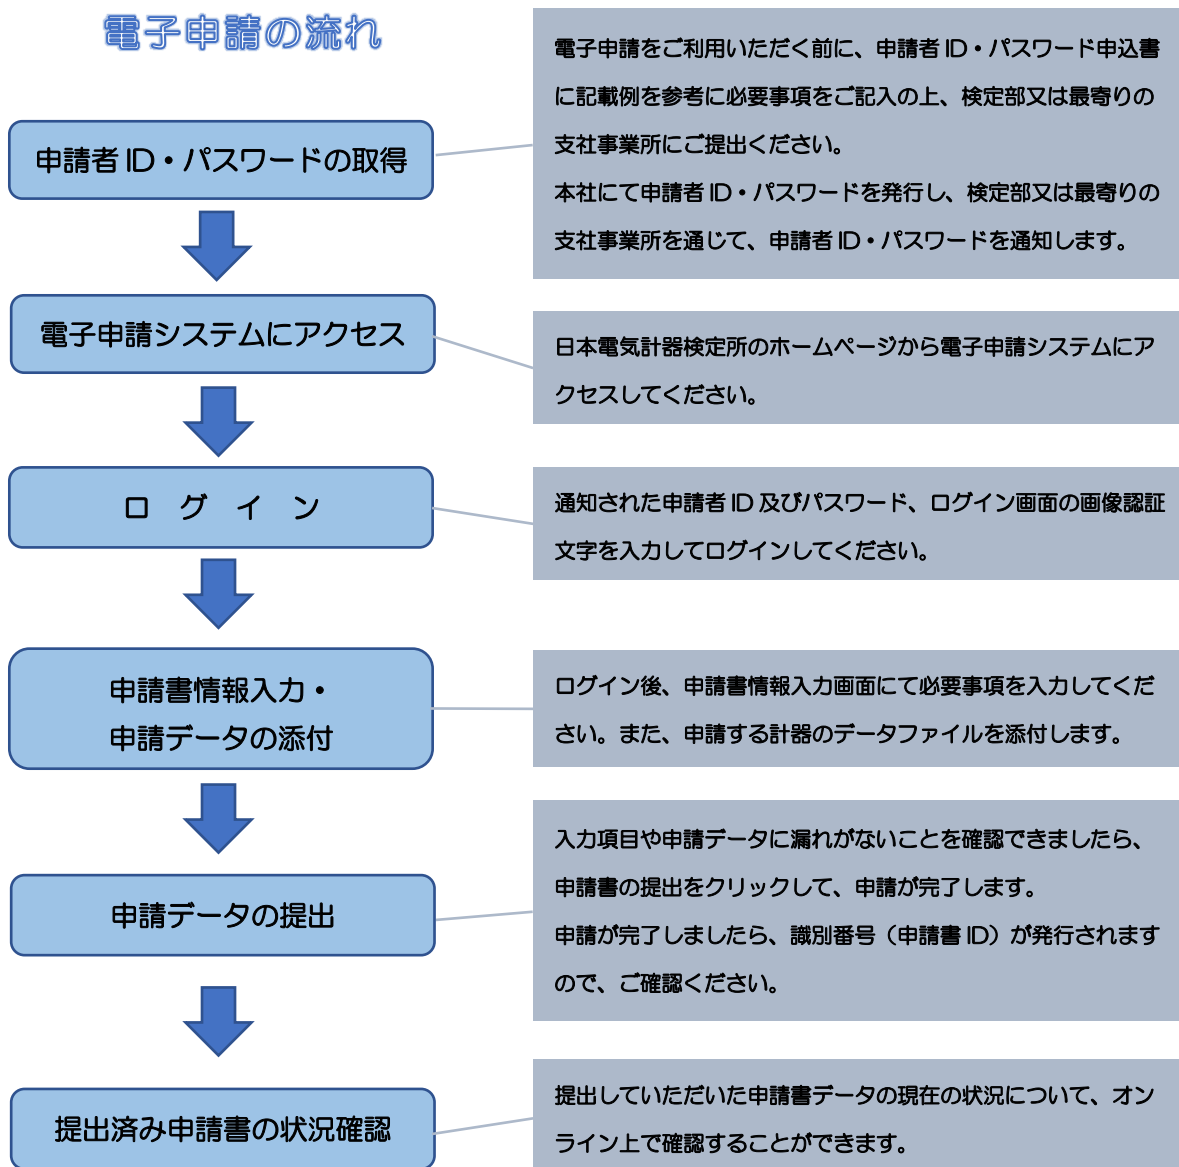 電子申請の流れ
申請者 ID・パスワードの取得
電子申請をご利用いただく前に、申請者 ID・パスワード申込書
に記載例を参考に必要事項をご記入の上、検定部又は最寄りの
支社事業所にご提出ください。
本社にて申請者 ID・パスワードを発行し、検定部又は最寄りの
支社事業所を通じて、申請者 ID・パスワードを通知します。
電子申請システムにアクセス
日本電気計器検定所のホームページから電子申請システムにア
クセスしてください。
ログイン
通知された申請者 ID 及びパスワード、ログイン画面の画像認証
文字を入力してログインしてください。
申請書情報入力・
申請データの添付
ログイン後、申請書情報入力画面にて必要事項を入力してくだ
さい。また、申請する計器のデータファイルを添付します。
申請データの提出
入力項目や申請データに漏れがないことを確認できましたら、
申請書の提出をクリックして、申請が完了します。
申請が完了しましたら、識別番号（申請書 ID）が発行されます
ので、ご確認ください。
提出済み申請書の状況確認
提出していただいた申請書データの現在の状況について、オン
ライン上で確認することができます。